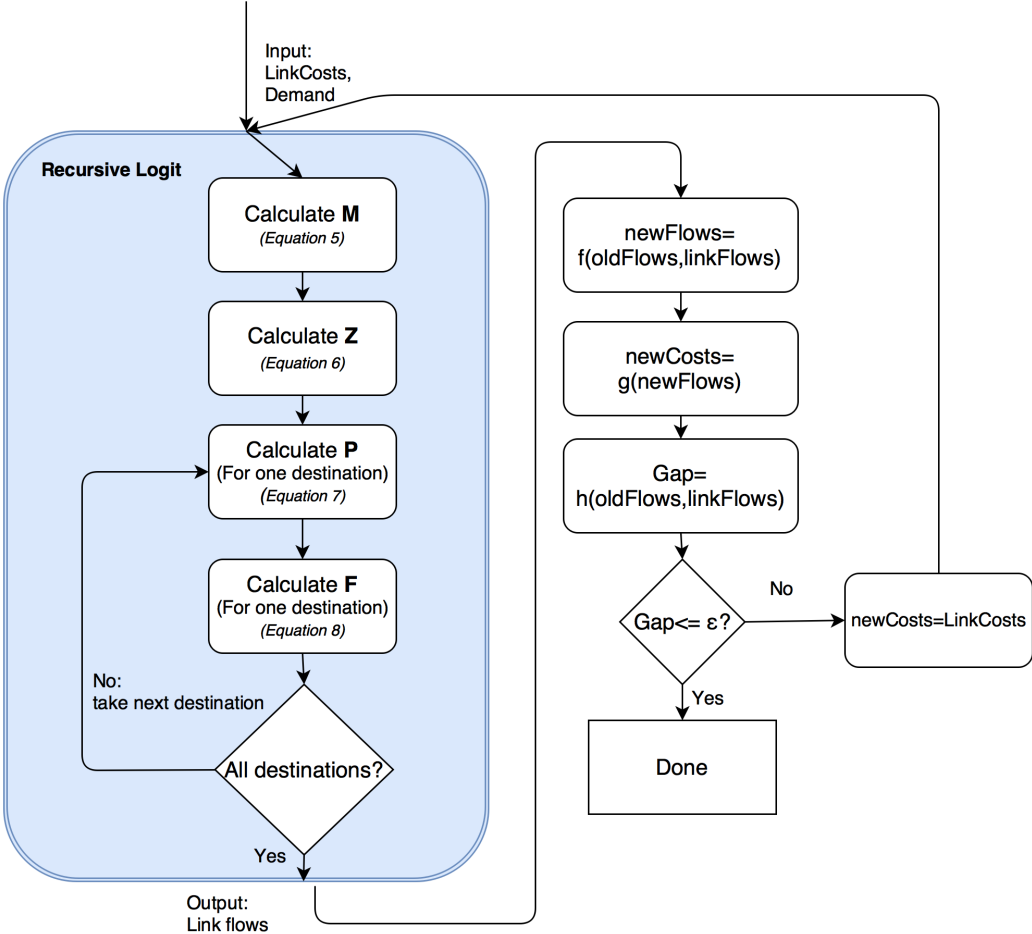 Input:
LinkCosts,
Demand
Recursive Logit
Calculate M
(Equation 5)
Calculate Z
(Equation 6)
Calculate P
(For one destination)
(Equation 7)
Calculate F
(For one destination)
(Equation 8)
No:
take next destination
All destinations?
Yes
Output:
Link flows
newFlows=
f(oldFlows,linkFlows)
newCosts=
g(newFlows)
Gap=
h(oldFlows,linkFlows)
Gap<= ε?
No
newCosts=LinkCosts
Yes
Done